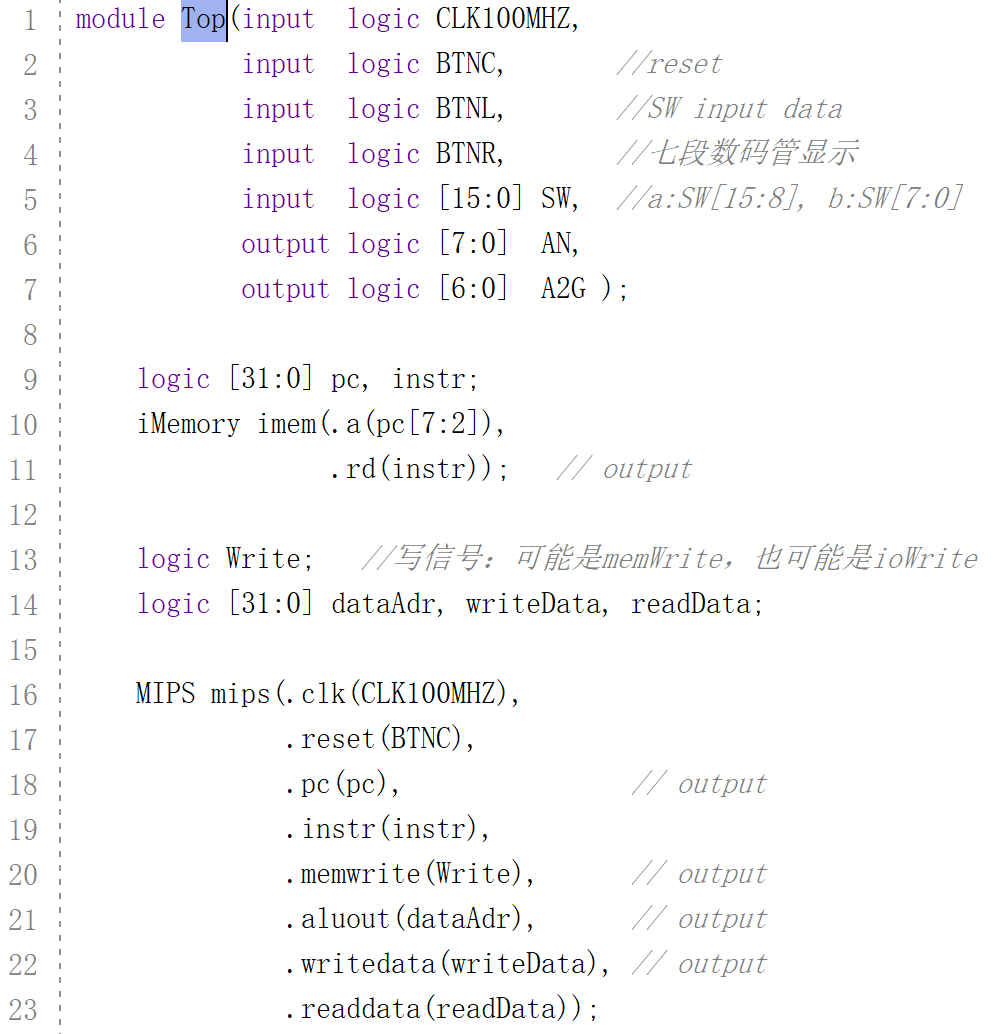 1 module Top(input logic CLK100MHZ,
2 input logic BTNC, //reset
3 input logic BTNL, //SW input data
4 input logic BTNR, //七段数码管显示
5 input logic [15:0] SW, //a:SW[15:8], b:SW[7:0]
6 output logic [7:0] AN,
7 output logic [6:0] A2G );
8
9 logic [31:0] pc, instr;
10 iMemory imem(.a(pc[7:2]),
11 .rd(instr)); // output
12
13 logic Write; //写信号：可能是memWrite，也可能是ioWrite
14 logic [31:0] dataAdr, writeData, readData;
15
16 MIPS mips(.clk(CLK100MHZ),
17 .reset(BTNC),
18 .pc(pc), // output
19 .instr(instr),
20 .memwrite(Write), // output
21 .aluout(dataAdr), // output
22 .writedata(writeData), // output
23 .readdata(readData));